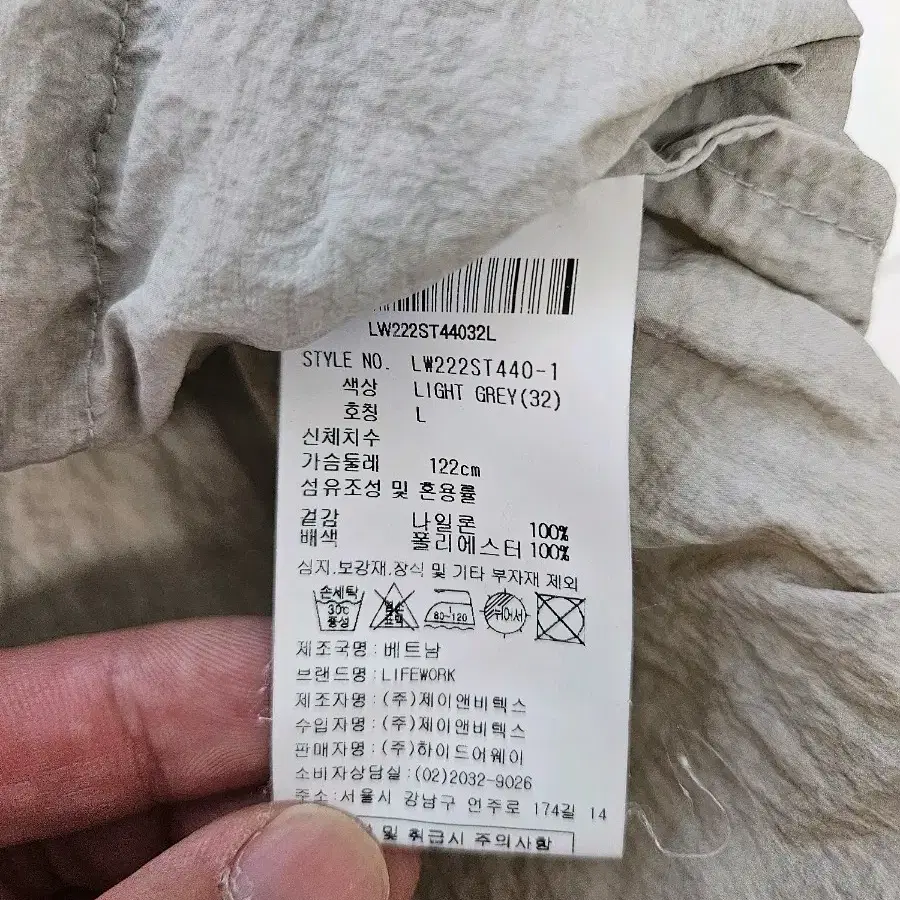 LW222ST44032L
STYLE NO. LW222ST440-1
색상 LIGHT GREY(32)
호칭 L
신체치수
가슴둘레 122cm
섬유조성 및 혼용률
겉감 나일론 100%
배색 폴리에스터 100%
심지,보강재,장식 및 기타 부자재 제외
손세탁 30℃ 중성 염소 표백 80~120 뉘어서
제조국명 : 베트남
브랜드명 : LIFEWORK
제조자명 : (주)제이앤비텍스
수입자명 : (주)제이앤비텍스
판매자명 : (주)하이드어웨이
소비자상담실 : (02)2032-9026
주소 : 서울시 강남구 언주로 174길 14
및 취급시 주의사항